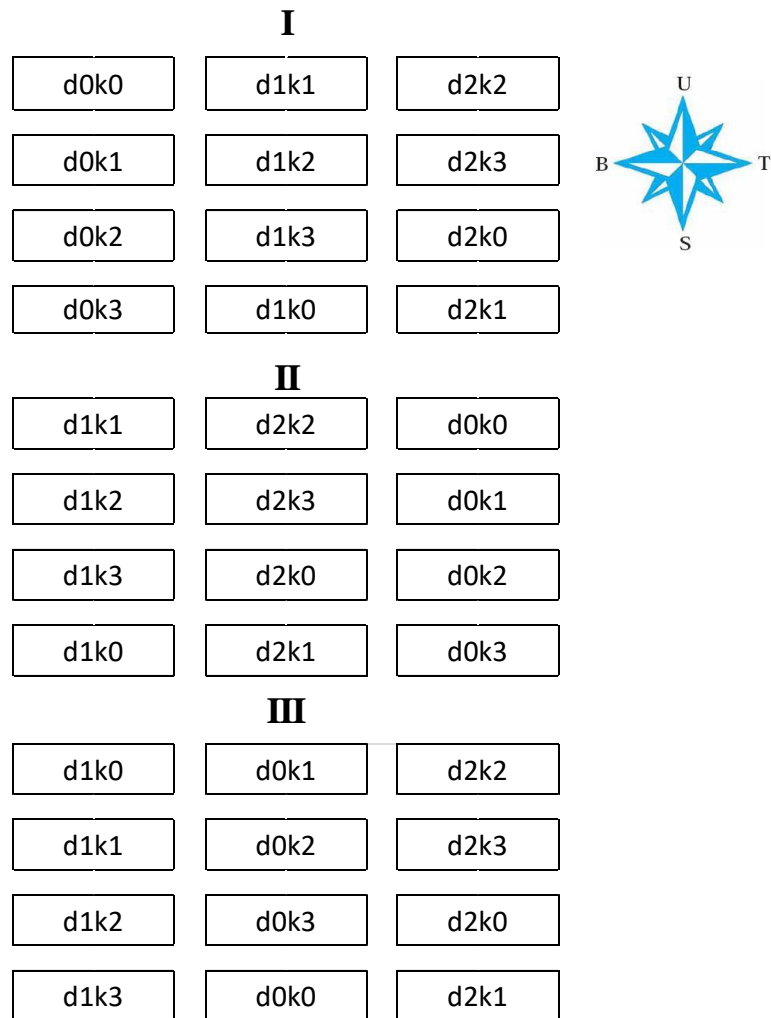 I
d0k0 d1k1 d2k2
U
d0k1 d1k2 d2k3
B T
d0k2 d1k3 d2k0
S
d0k3 d1k0 d2k1
II
d1k1 d2k2 d0k0
d1k2 d2k3 d0k1
d1k3 d2k0 d0k2
d1k0 d2k1 d0k3
III
d1k0 d0k1 d2k2
d1k1 d0k2 d2k3
d1k2 d0k3 d2k0
d1k3 d0k0 d2k1